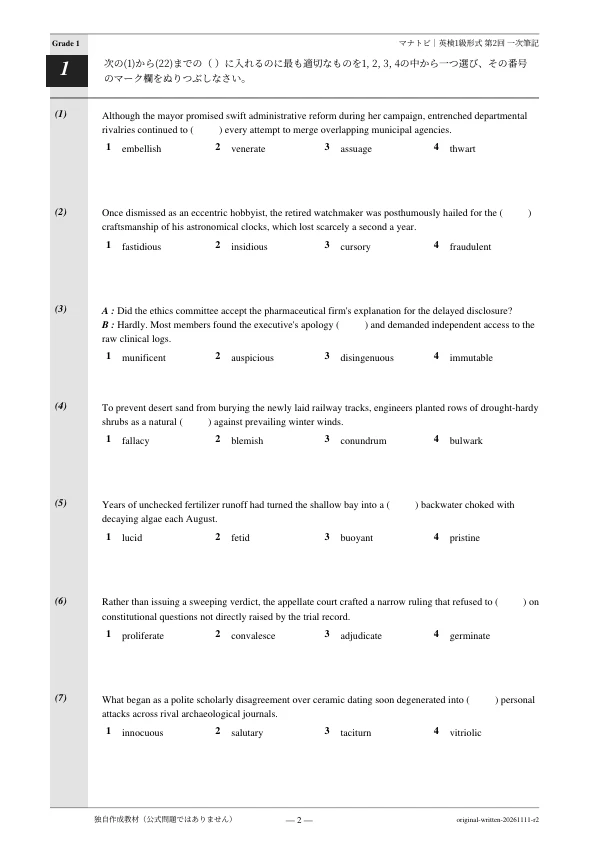 Grade 1
マナトビ｜英検1級形式 第2回 一次筆記
1
次の(1)から(22)までの（ ）に入れるのに最も適切なものを1, 2, 3, 4の中から一つ選び、その番号
のマーク欄をぬりつぶしなさい。
(1)
Although the mayor promised swift administrative reform during her campaign, entrenched departmental
rivalries continued to (          ) every attempt to merge overlapping municipal agencies.
1 embellish 2 venerate 3 assuage 4 thwart
(2)
Once dismissed as an eccentric hobbyist, the retired watchmaker was posthumously hailed for the (          )
craftsmanship of his astronomical clocks, which lost scarcely a second a year.
1 fastidious 2 insidious 3 cursory 4 fraudulent
(3)
A : Did the ethics committee accept the pharmaceutical firm's explanation for the delayed disclosure?
B : Hardly. Most members found the executive's apology (          ) and demanded independent access to the
raw clinical logs.
1 munificent 2 auspicious 3 disingenuous 4 immutable
(4)
To prevent desert sand from burying the newly laid railway tracks, engineers planted rows of drought-hardy
shrubs as a natural (          ) against prevailing winter winds.
1 fallacy 2 blemish 3 conundrum 4 bulwark
(5)
Years of unchecked fertilizer runoff had turned the shallow bay into a (          ) backwater choked with
decaying algae each August.
1 lucid 2 fetid 3 buoyant 4 pristine
(6)
Rather than issuing a sweeping verdict, the appellate court crafted a narrow ruling that refused to (          ) on
constitutional questions not directly raised by the trial record.
1 proliferate 2 convalesce 3 adjudicate 4 germinate
(7)
What began as a polite scholarly disagreement over ceramic dating soon degenerated into (          ) personal
attacks across rival archaeological journals.
1 innocuous 2 salutary 3 taciturn 4 vitriolic
独自作成教材（公式問題ではありません）
— 2 —
original-written-20261111-r2